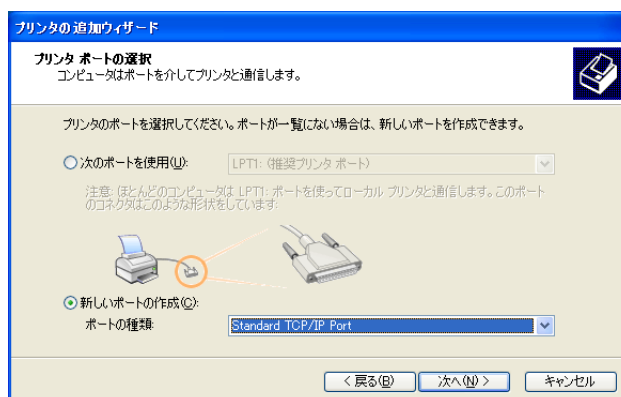 プリンタの追加ウィザード
プリンタ ポートの選択
コンピュータはポートを介してプリンタと通信します。
プリンタのポートを選択してください。ポートが一覧にない場合は、新しいポートを作成できます。
次のポートを使用(U): LPT1: (推奨プリンタ ポート)
注意: ほとんどのコンピュータは LPT1: ポートを使ってローカル プリンタと通信します。このポート
のコネクタはこのような形状をしています:
新しいポートの作成(C):
ポートの種類: Standard TCP/IP Port
< 戻る(B) 次へ(N) > キャンセル